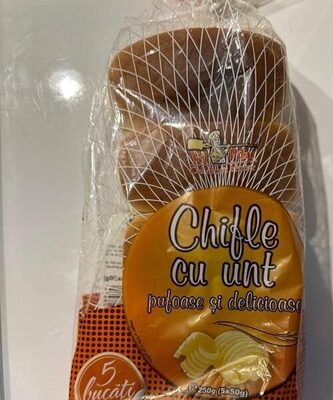 Chifle
cu unt
pufoase și delicioase
5
bucăți
℮ 250g (5x50g)